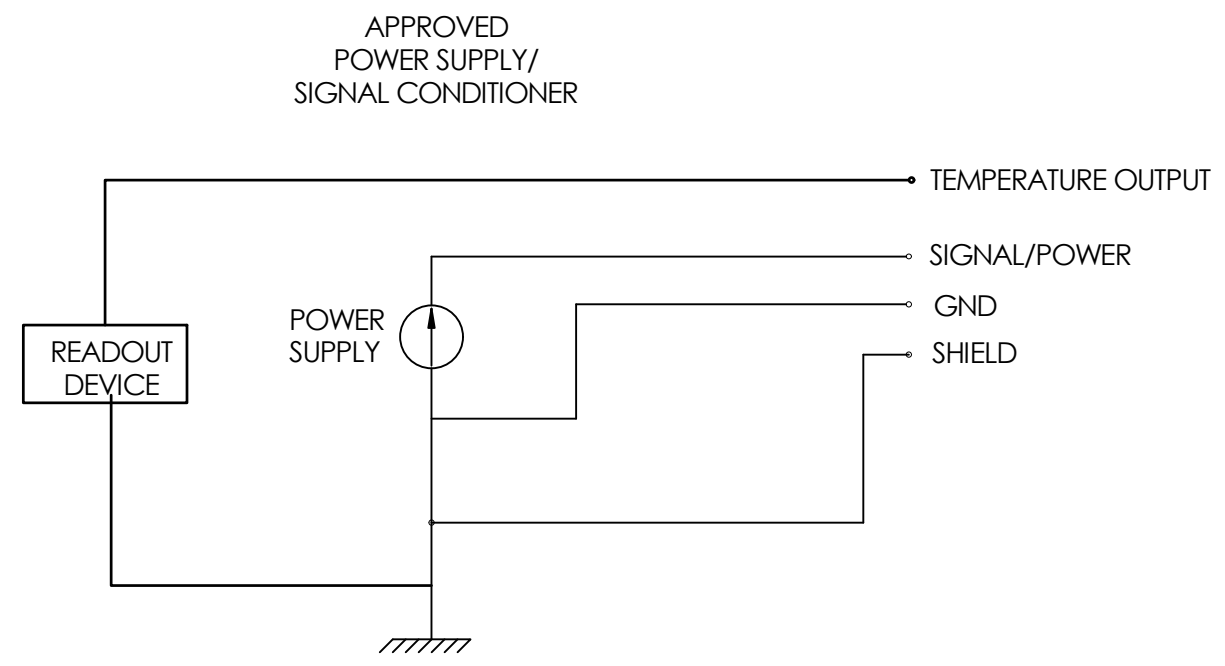 APPROVED
POWER SUPPLY/
SIGNAL CONDITIONER
TEMPERATURE OUTPUT
SIGNAL/POWER
GND
POWER
SUPPLY
SHIELD
READOUT
DEVICE